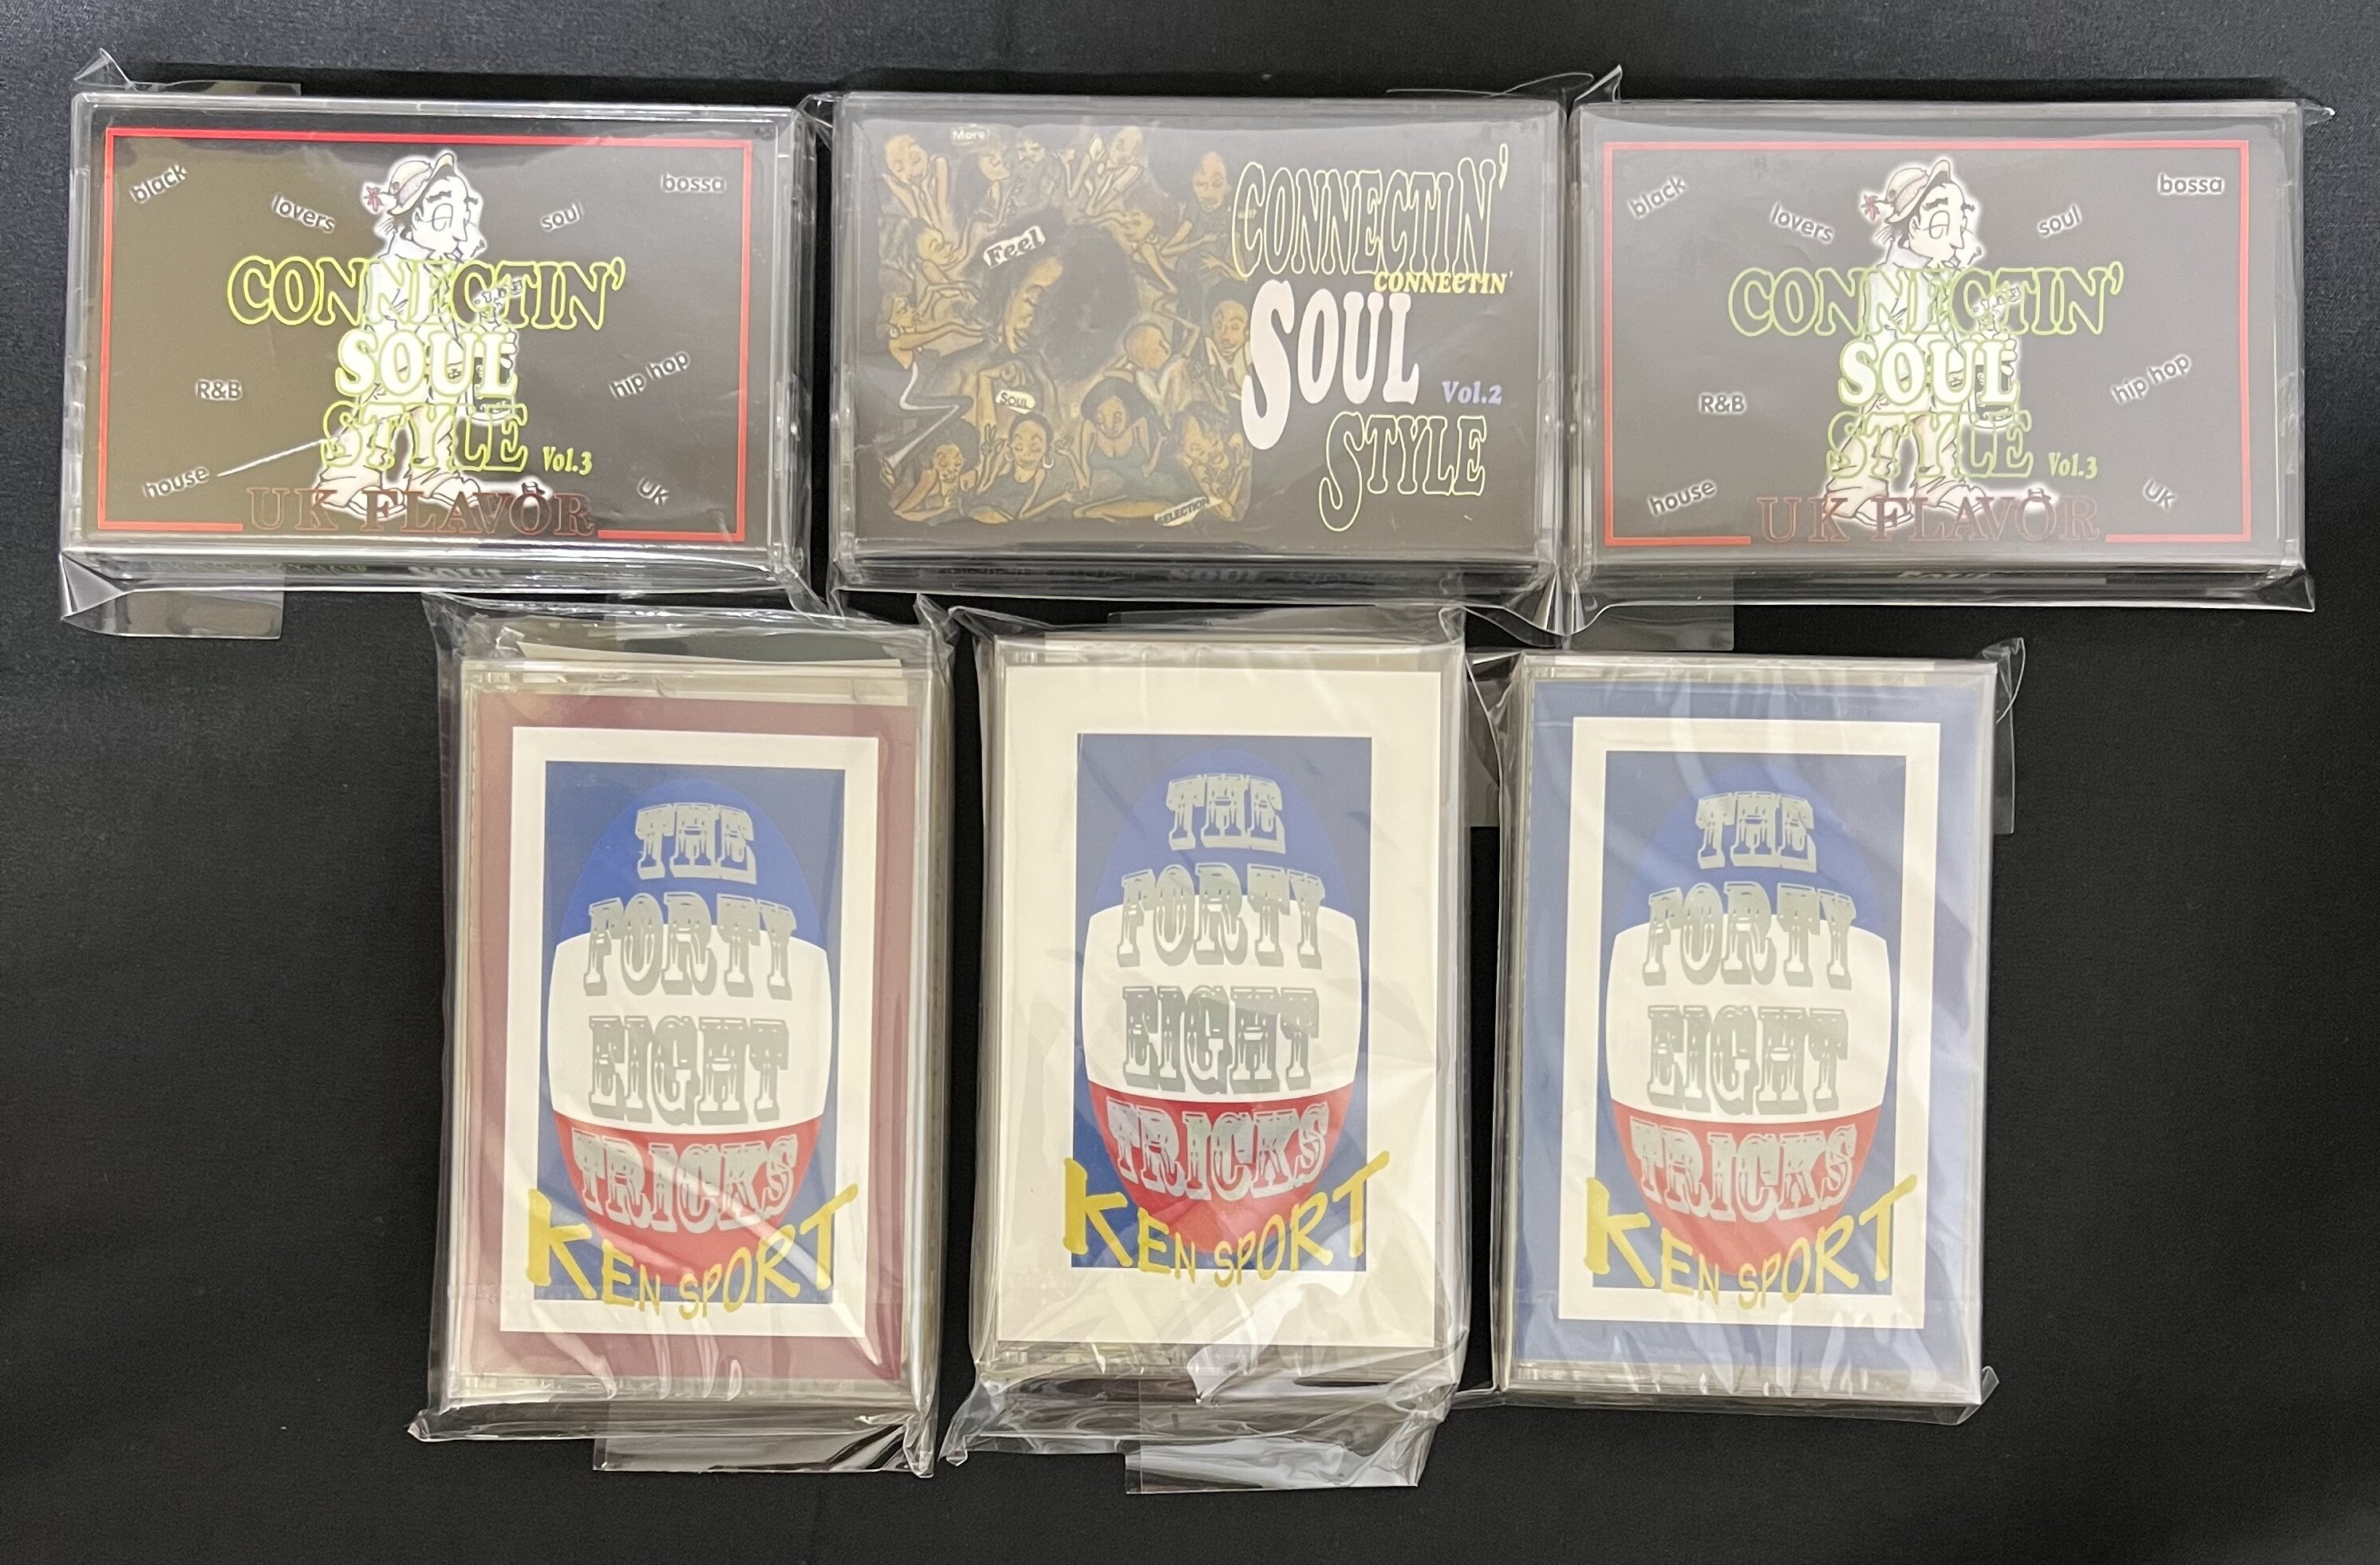 black
lovers
soul
bossa
CONNECTIN'
SOUL
R&B
hip hop
STYLE Vol.3
house
UK
UK FLAVOR
More
Feel
SOUL
SELECTION
CONNECTIN'
CONNECTIN'
SOUL
Vol.2
STYLE
black
lovers
soul
bossa
CONNECTIN'
SOUL
R&B
hip hop
STYLE Vol.3
house
UK
UK FLAVOR
THE
FORTY
EIGHT
TRICKS
KEN SPORT
THE
FORTY
EIGHT
TRICKS
KEN SPORT
THE
FORTY
EIGHT
TRICKS
KEN SPORT